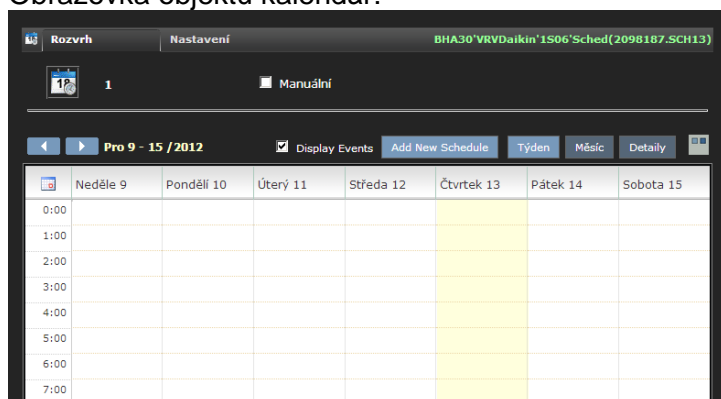 Obrazovka objektu kalendář:
Rozvrh Nastavení BHA30'VRVDaikin'1S06'Sched(2098187.SCH13)
18 1 Manuální
Pro 9 - 15 /2012 Display Events Add New Schedule Týden Měsíc Detaily
Neděle 9 Pondělí 10 Úterý 11 Středa 12 Čtvrtek 13 Pátek 14 Sobota 15
0:00
1:00
2:00
3:00
4:00
5:00
6:00
7:00